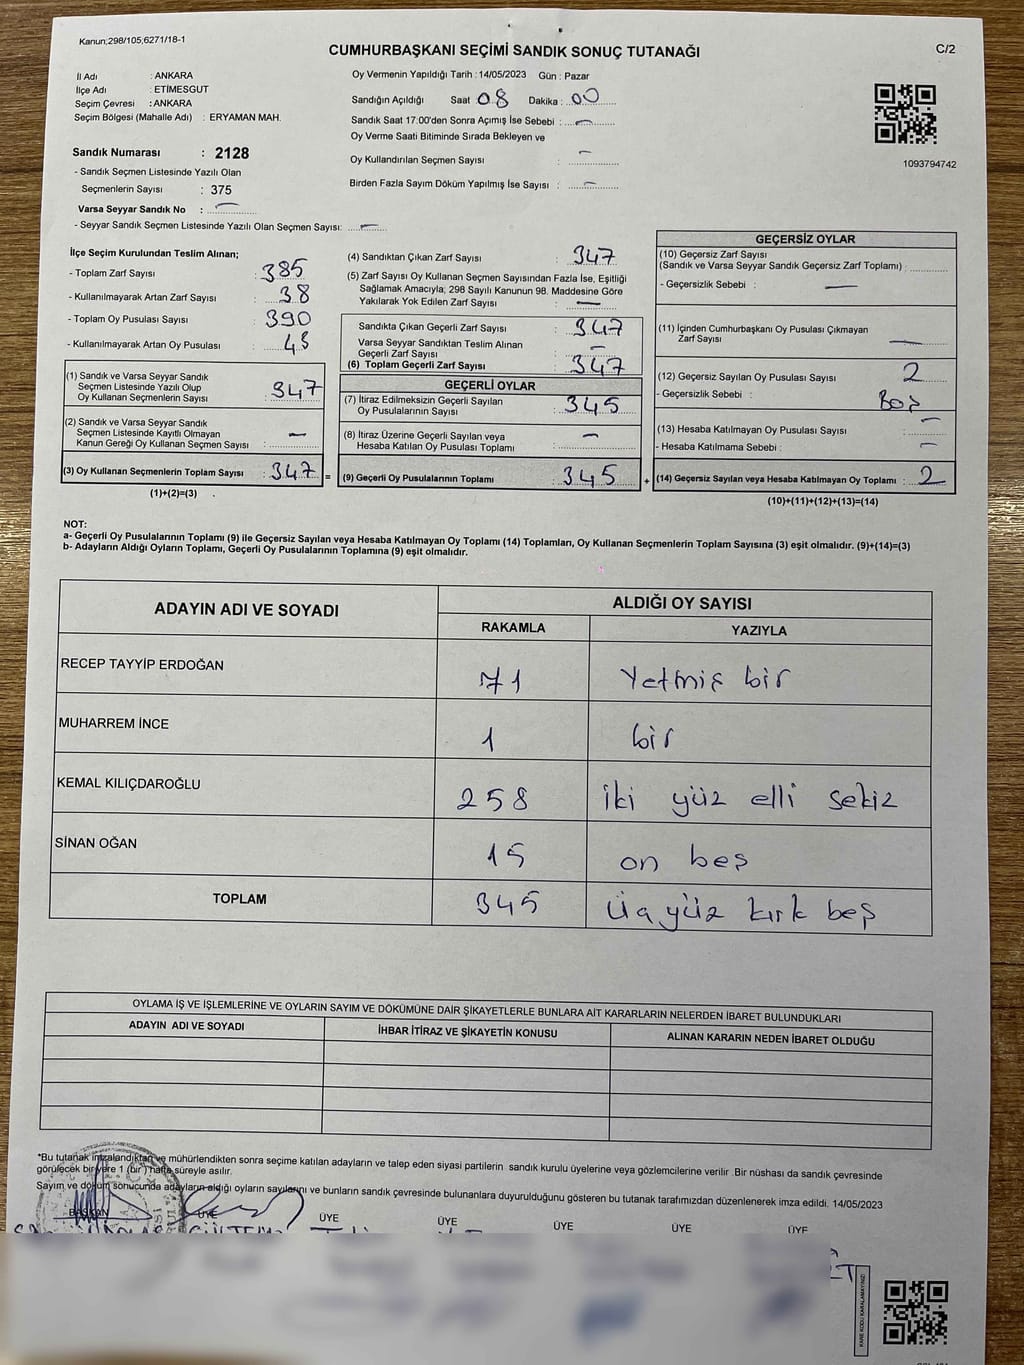 Kanun;298/105;6271/18-1
CUMHURBAŞKANI SEÇİMİ SANDIK SONUÇ TUTANAĞI
C/2
İl Adı : ANKARA
İlçe Adı : ETİMESGUT
Seçim Çevresi : ANKARA
Seçim Bölgesi (Mahalle Adı) : ERYAMAN MAH.
Sandık Numarası : 2128
- Sandık Seçmen Listesinde Yazılı Olan
Seçmenlerin Sayısı : 375
Varsa Seyyar Sandık No : —
- Seyyar Sandık Seçmen Listesinde Yazılı Olan Seçmen Sayısı: —
Oy Vermenin Yapıldığı Tarih : 14/05/2023 Gün : Pazar
Sandığın Açıldığı Saat 08 Dakika : 00
Sandık Saat 17:00'den Sonra Açımış İse Sebebi : —
Oy Verme Saati Bitiminde Sırada Bekleyen ve
Oy Kullandırılan Seçmen Sayısı : —
Birden Fazla Sayım Döküm Yapılmış İse Sayısı : —
1093794742
İlçe Seçim Kurulundan Teslim Alınan;
- Toplam Zarf Sayısı : 385
- Kullanılmayarak Artan Zarf Sayısı : 38
- Toplam Oy Pusulası Sayısı : 390
- Kullanılmayarak Artan Oy Pusulası : 43
(1) Sandık ve Varsa Seyyar Sandık
Seçmen Listesinde Yazılı Olup
Oy Kullanan Seçmenlerin Sayısı : 347
(2) Sandık ve Varsa Seyyar Sandık
Seçmen Listesinde Kayıtlı Olmayan
Kanun Gereği Oy Kullanan Seçmen Sayısı : —
(3) Oy Kullanan Seçmenlerin Toplam Sayısı : 347 =
(1)+(2)=(3)
(4) Sandıktan Çıkan Zarf Sayısı : 347
(5) Zarf Sayısı Oy Kullanan Seçmen Sayısından Fazla İse, Eşitliği
Sağlamak Amacıyla; 298 Sayılı Kanunun 98. Maddesine Göre
Yakılarak Yok Edilen Zarf Sayısı : —
Sandıkta Çıkan Geçerli Zarf Sayısı : 347
Varsa Seyyar Sandıktan Teslim Alınan
Geçerli Zarf Sayısı : —
(6) Toplam Geçerli Zarf Sayısı : 347
GEÇERLİ OYLAR
(7) İtiraz Edilmeksizin Geçerli Sayılan
Oy Pusulalarının Sayısı : 345
(8) İtiraz Üzerine Geçerli Sayılan veya
Hesaba Katılan Oy Pusulası Toplamı : —
(9) Geçerli Oy Pusulalarının Toplamı : 345 +
GEÇERSİZ OYLAR
(10) Geçersiz Zarf Sayısı
(Sandık ve Varsa Seyyar Sandık Geçersiz Zarf Toplamı) :
- Geçersizlik Sebebi : —
(11) İçinden Cumhurbaşkanı Oy Pusulası Çıkmayan
Zarf Sayısı : —
(12) Geçersiz Sayılan Oy Pusulası Sayısı : 2
- Geçersizlik Sebebi : Boş
(13) Hesaba Katılmayan Oy Pusulası Sayısı : —
- Hesaba Katılmama Sebebi : —
(14) Geçersiz Sayılan veya Hesaba Katılmayan Oy Toplamı : 2
(10)+(11)+(12)+(13)=(14)
NOT:
a- Geçerli Oy Pusulalarının Toplamı (9) ile Geçersiz Sayılan veya Hesaba Katılmayan Oy Toplamı (14) Toplamları, Oy Kullanan Seçmenlerin Toplam Sayısına (3) eşit olmalıdır. (9)+(14)=(3)
b- Adayların Aldığı Oyların Toplamı, Geçerli Oy Pusulalarının Toplamına (9) eşit olmalıdır.
ADAYIN ADI VE SOYADI
ALDIĞI OY SAYISI
RAKAMLA YAZIYLA
RECEP TAYYİP ERDOĞAN 71 Yetmiş bir
MUHARREM İNCE 1 bir
KEMAL KILIÇDAROĞLU 258 iki yüz elli sekiz
SİNAN OĞAN 15 on beş
TOPLAM 345 Üçyüz kırk beş
OYLAMA İŞ VE İŞLEMLERİNE VE OYLARIN SAYIM VE DÖKÜMÜNE DAİR ŞİKAYETLERLE BUNLARA AİT KARARLARIN NELERDEN İBARET BULUNDUKLARI
ADAYIN ADI VE SOYADI İHBAR İTİRAZ VE ŞİKAYETİN KONUSU ALINAN KARARIN NEDEN İBARET OLDUĞU
*Bu tutanak imzalandıktan ve mühürlendikten sonra seçime katılan adayların ve talep eden siyasi partilerin sandık kurulu üyelerine veya gözlemcilerine verilir .Bir nüshası da sandık çevresinde
görülecek bir yere 1 (bir ) hafta süreyle asılır.
Sayım ve döküm sonucunda adayların aldığı oyların sayılarını ve bunların sandık çevresinde bulunanlara duyurulduğunu gösteren bu tutanak tarafımızdan düzenlenerek imza edildi. 14/05/2023
BAŞKAN ÜYE ÜYE ÜYE ÜYE ÜYE ÜYE
KARE KODU KARALAMAYINIZ!